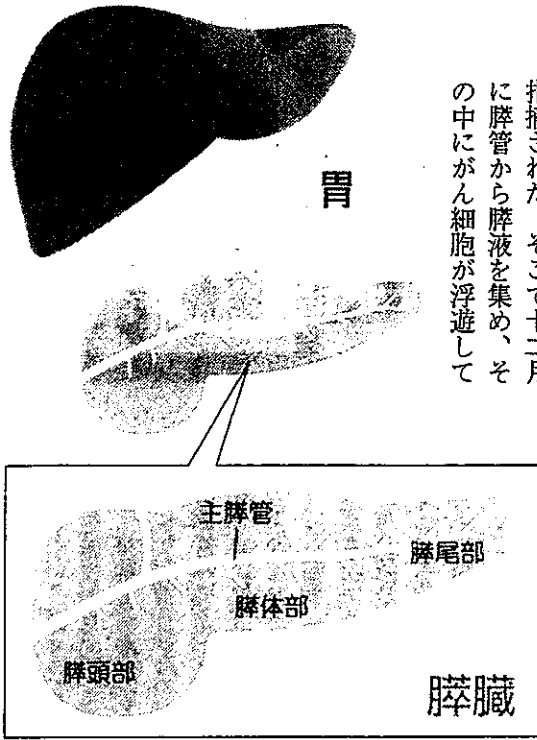 指摘された。そこで十二月
に膵管から膵液を集め、そ
の中にがん細胞が浮遊して
胃
主膵管
膵尾部
膵体部
膵頭部
膵臓